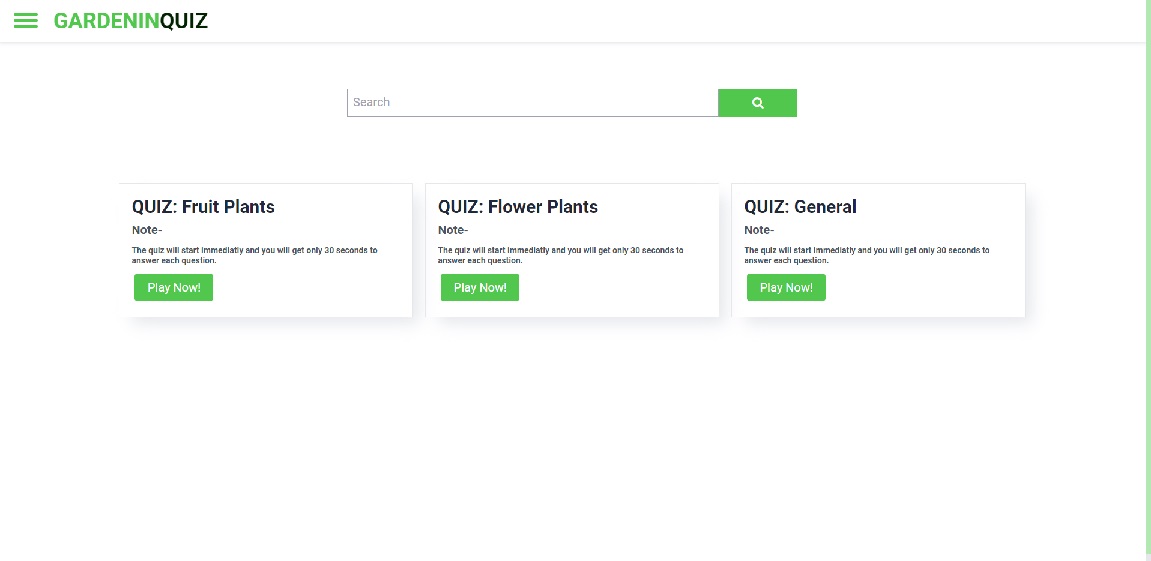 GARDENINQUIZ
Search
QUIZ: Fruit Plants
Note-
The quiz will start immediatly and you will get only 30 seconds to
answer each question.
Play Now!
QUIZ: Flower Plants
Note-
The quiz will start immediatly and you will get only 30 seconds to
answer each question.
Play Now!
QUIZ: General
Note-
The quiz will start immediatly and you will get only 30 seconds to
answer each question.
Play Now!